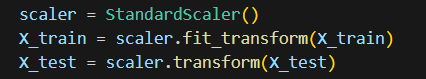 scaler = StandardScaler()
X_train = scaler.fit_transform(X_train)
X_test = scaler.transform(X_test)